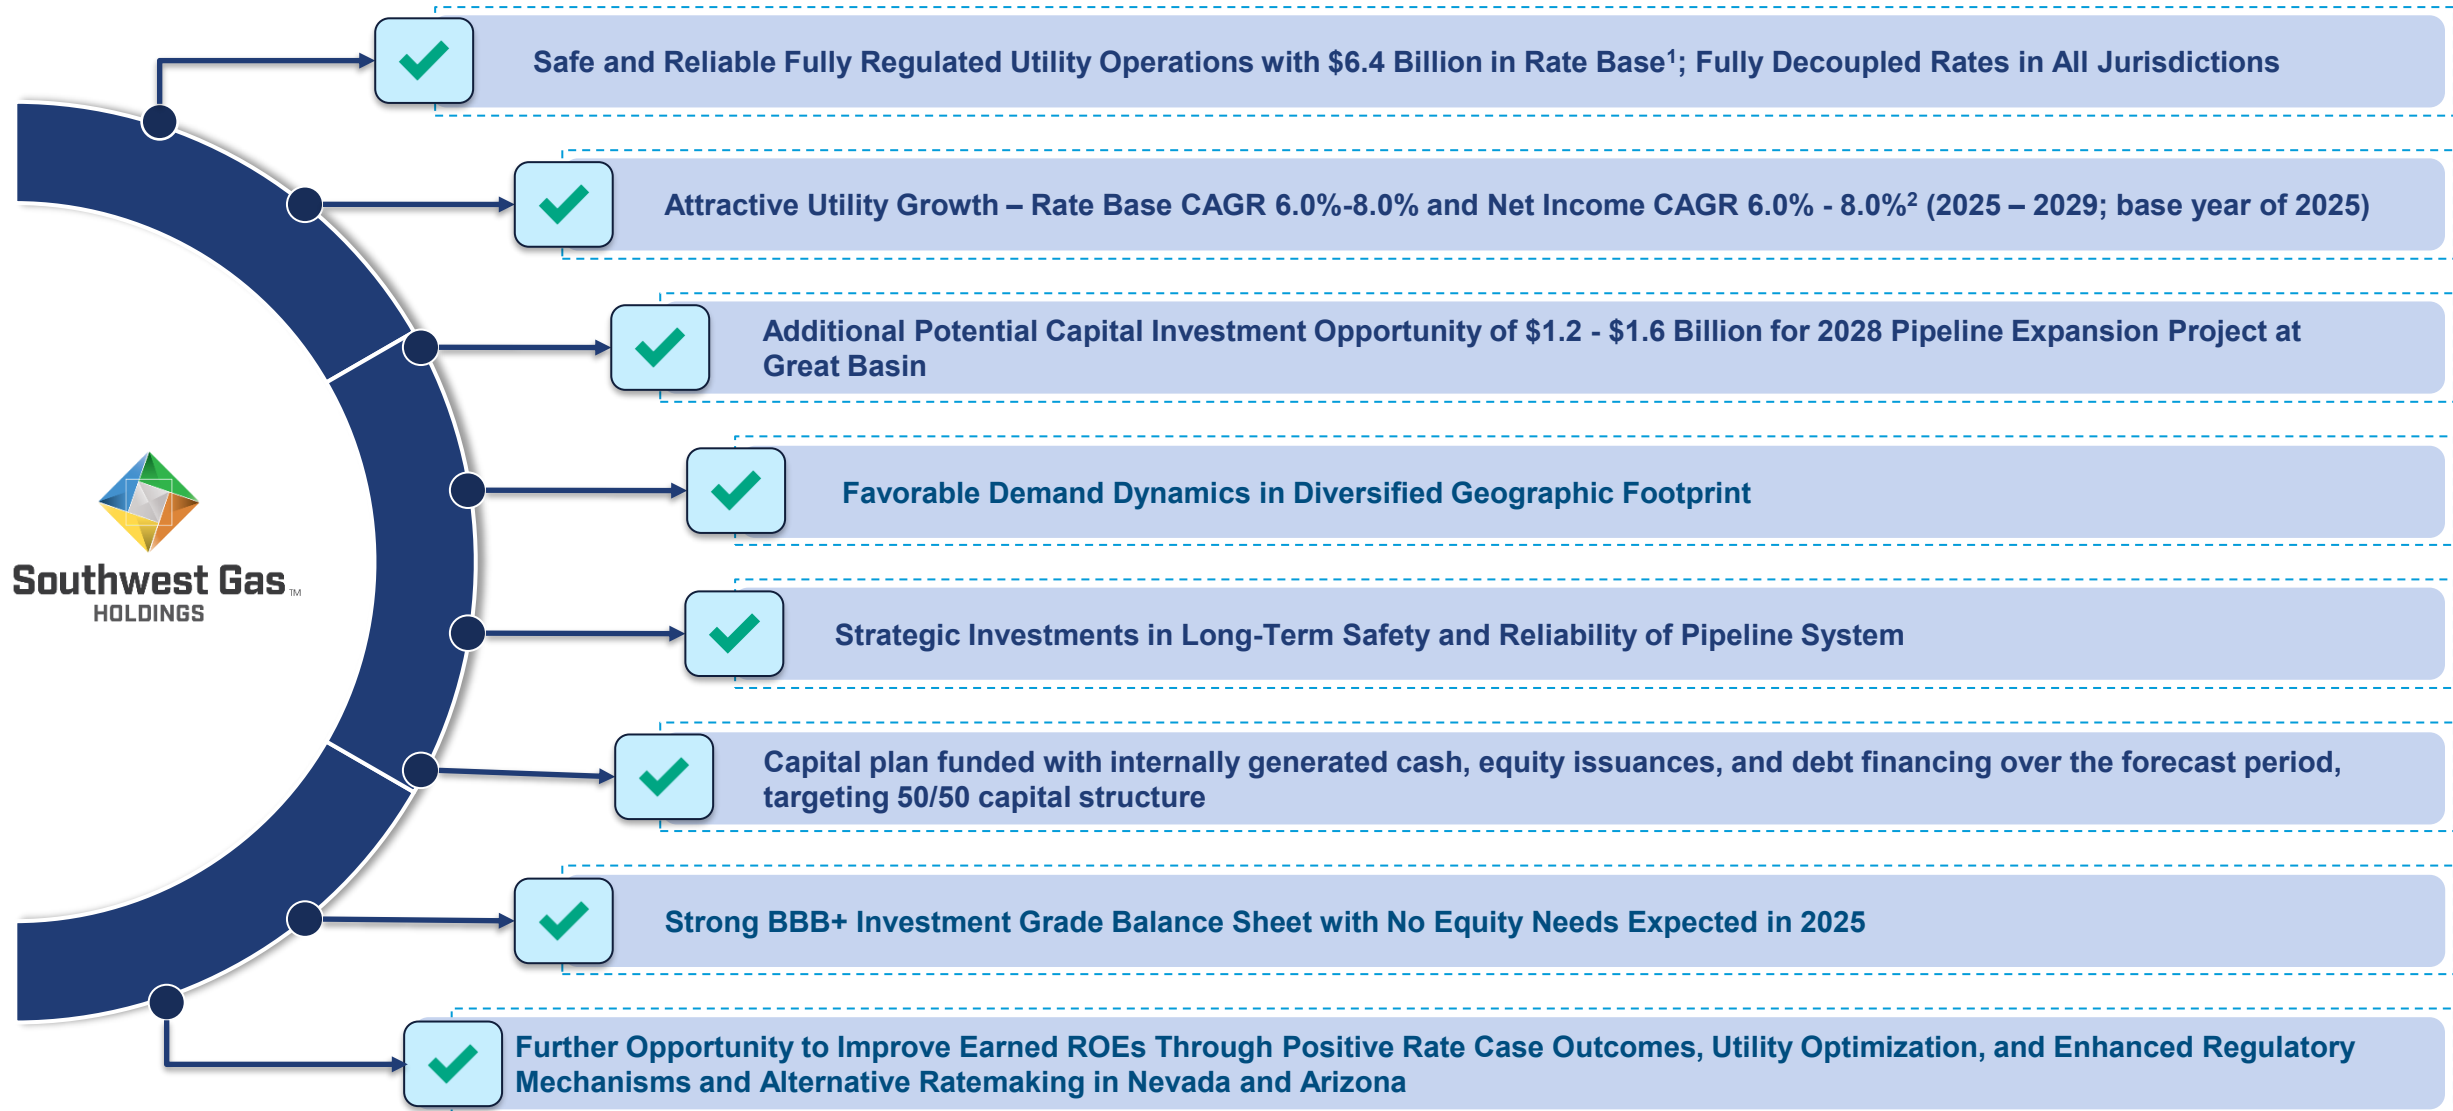 Safe and Reliable Fully Regulated Utility Operations with $6.4 Billion in Rate Base¹; Fully Decoupled Rates in All Jurisdictions
Attractive Utility Growth – Rate Base CAGR 6.0%-8.0% and Net Income CAGR 6.0% - 8.0%² (2025 – 2029; base year of 2025)
Additional Potential Capital Investment Opportunity of $1.2 - $1.6 Billion for 2028 Pipeline Expansion Project at
Great Basin
Favorable Demand Dynamics in Diversified Geographic Footprint
Southwest Gas™
HOLDINGS
Strategic Investments in Long-Term Safety and Reliability of Pipeline System
Capital plan funded with internally generated cash, equity issuances, and debt financing over the forecast period,
targeting 50/50 capital structure
Strong BBB+ Investment Grade Balance Sheet with No Equity Needs Expected in 2025
Further Opportunity to Improve Earned ROEs Through Positive Rate Case Outcomes, Utility Optimization, and Enhanced Regulatory
Mechanisms and Alternative Ratemaking in Nevada and Arizona